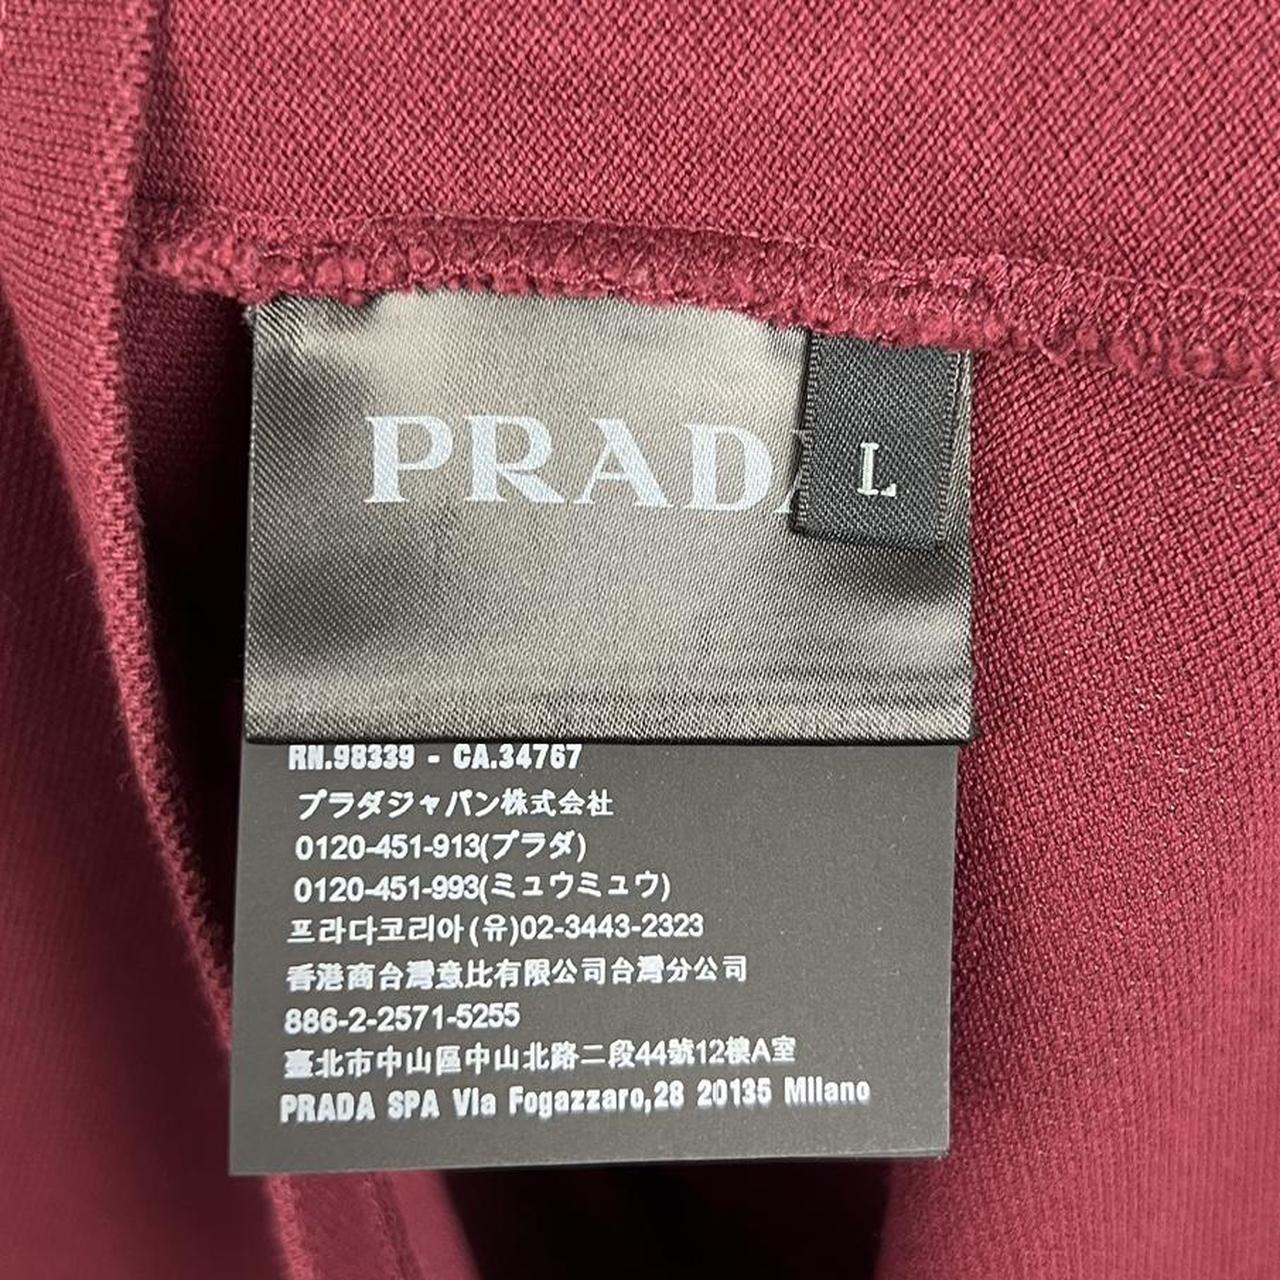 PRADA
L
RN.98339 - CA.34767
プラダジャパン株式会社
0120-451-913(プラダ)
0120-451-993(ミュウミュウ)
프라다코리아(유)02-3443-2323
香港商台灣意比有限公司台灣分公司
886-2-2571-5255
臺北市中山區中山北路二段44號12樓A室
PRADA SPA Via Fogazzaro,28 20135 Milano